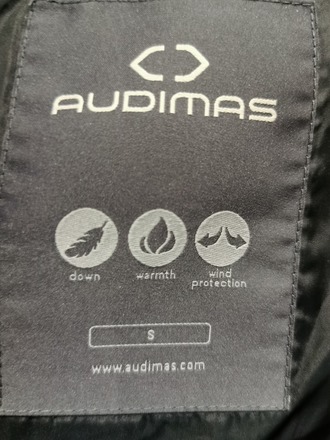 AUDIMAS
down warmth wind protection
S
www.audimas.com